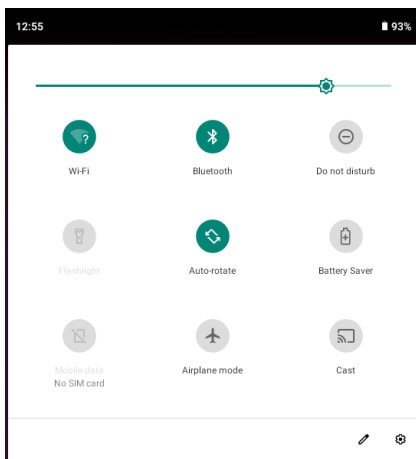 12:55
93%
Wi-Fi
Bluetooth
Do not disturb
Flashlight
Auto-rotate
Battery Saver
Mobile data
No SIM card
Airplane mode
Cast